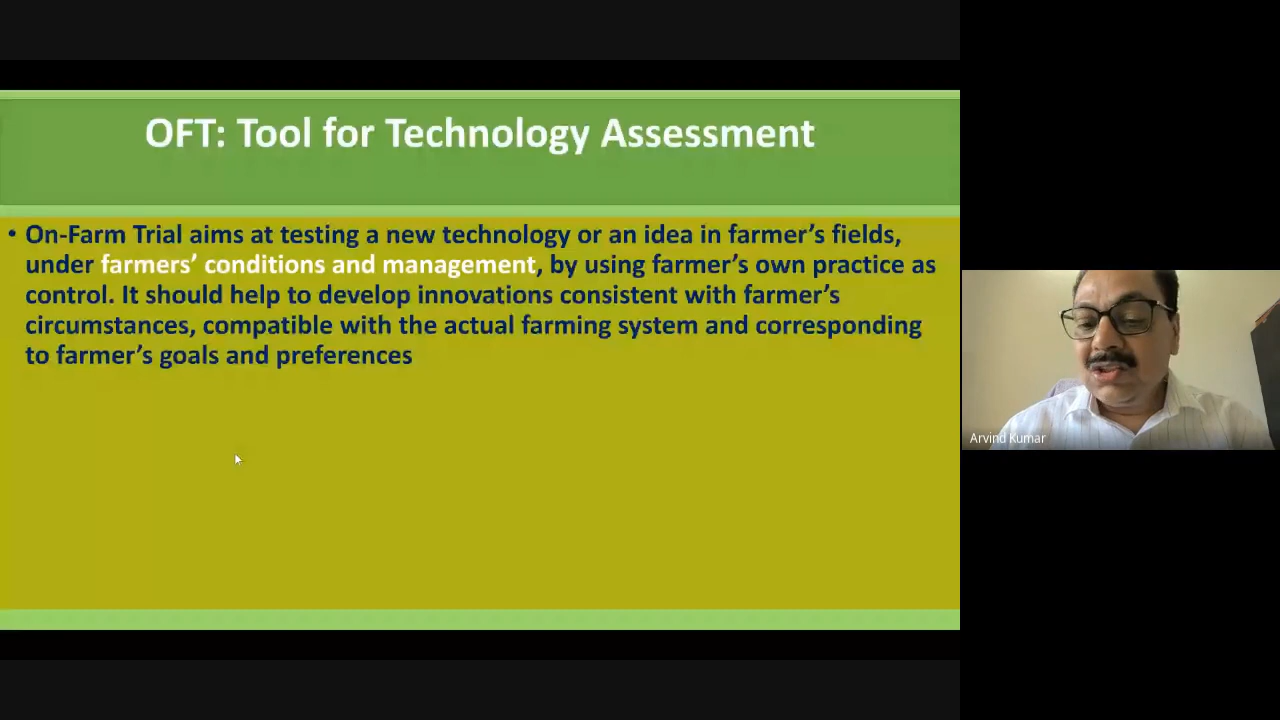 OFT: Tool for Technology Assessment
• On-Farm Trial aims at testing a new technology or an idea in farmer’s fields,
under farmers’ conditions and management, by using farmer’s own practice as
control. It should help to develop innovations consistent with farmer’s
circumstances, compatible with the actual farming system and corresponding
to farmer’s goals and preferences
Arvind Kumar